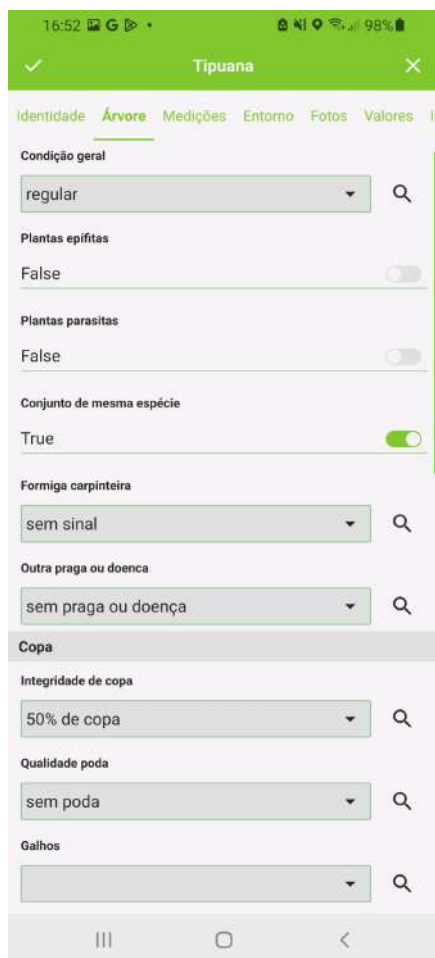 16:52 G 98%
Tipuana
Identidade Árvore Medições Entorno Fotos Valores
Condição geral
regular
Plantas epífitas
False
Plantas parasitas
False
Conjunto de mesma espécie
True
Formiga carpinteira
sem sinal
Outra praga ou doenca
sem praga ou doença
Copa
Integridade de copa
50% de copa
Qualidade poda
sem poda
Galhos